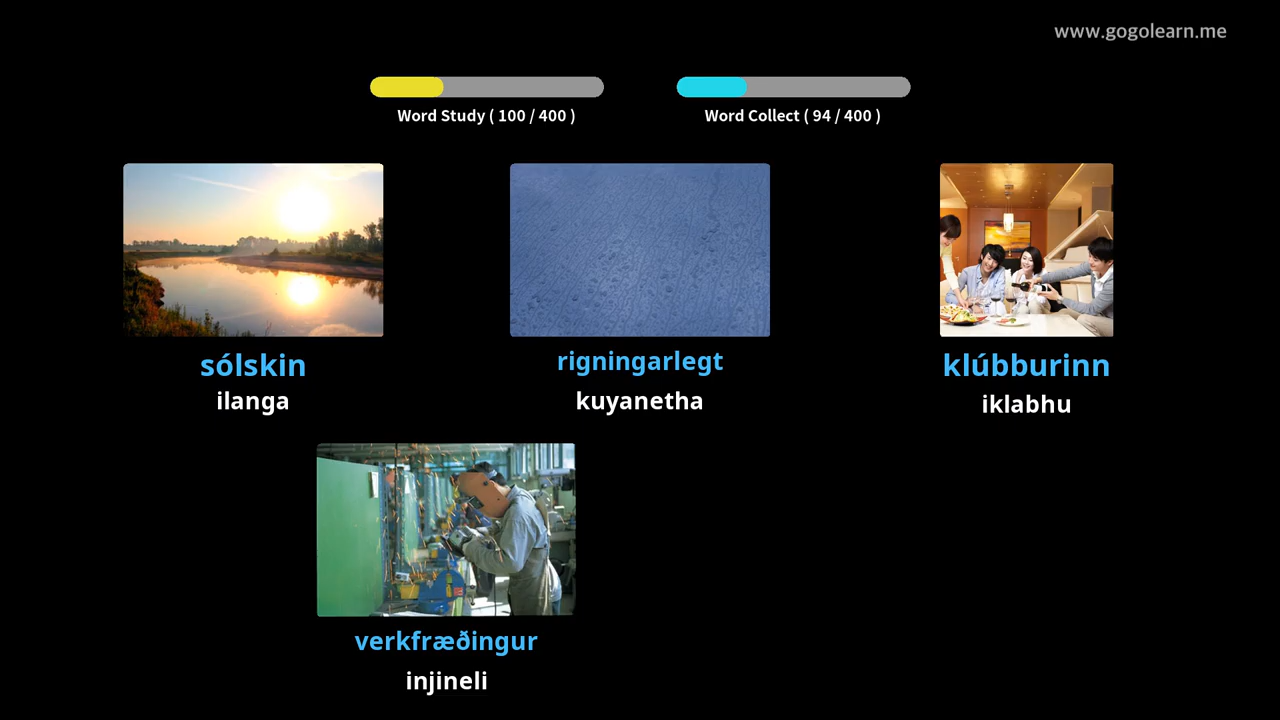 www.gogolearn.me
Word Study ( 100 / 400 )
Word Collect ( 94 / 400 )
sólskin
ilanga
rigningarlegt
kuyanetha
klúbburinn
iklabhu
verkfræðingur
injineli